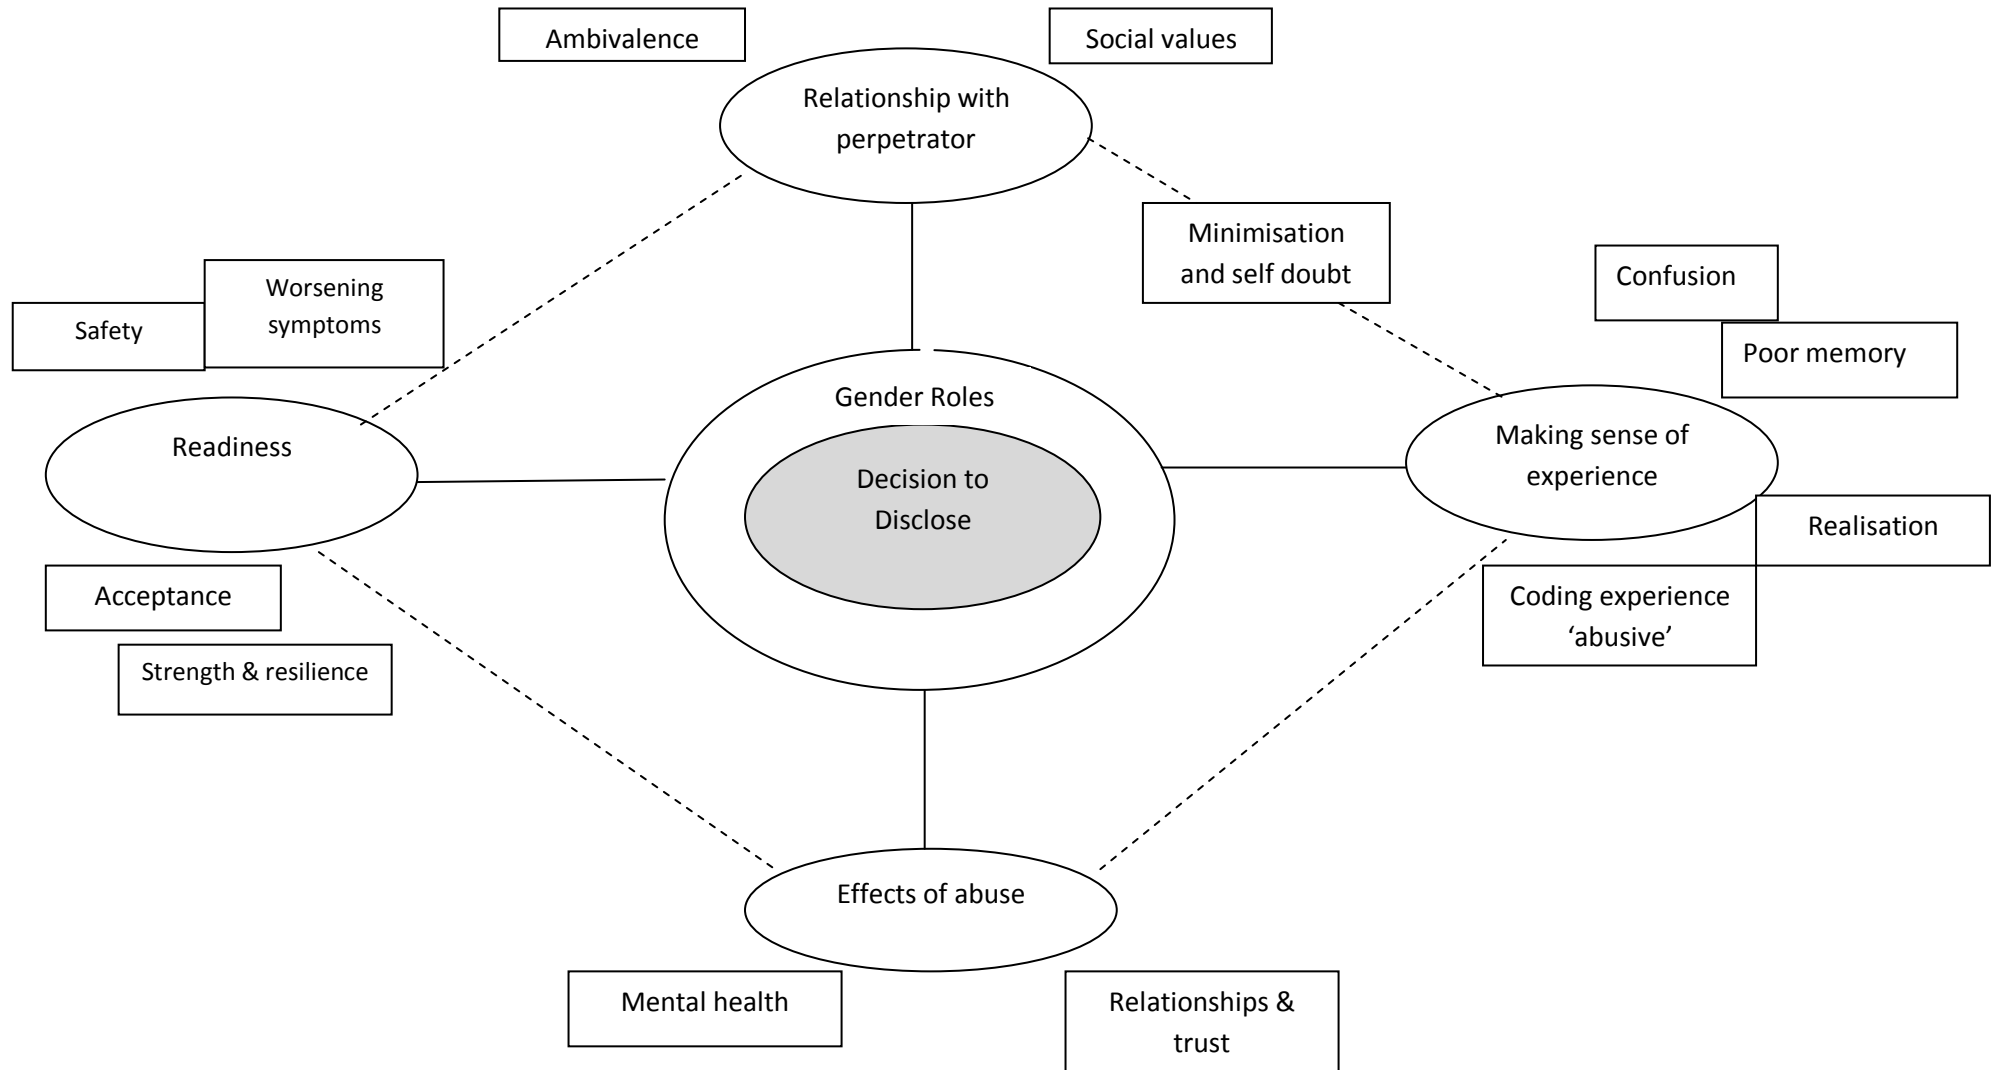 Ambivalence
Social values
Relationship with
perpetrator
Minimisation
and self doubt
Confusion
Worsening
symptoms
Safety
Poor memory
Gender Roles
Readiness
Making sense of
experience
Decision to
Disclose
Realisation
Acceptance
Coding experience
‘abusive’
Strength & resilience
Effects of abuse
Mental health
Relationships &
trust